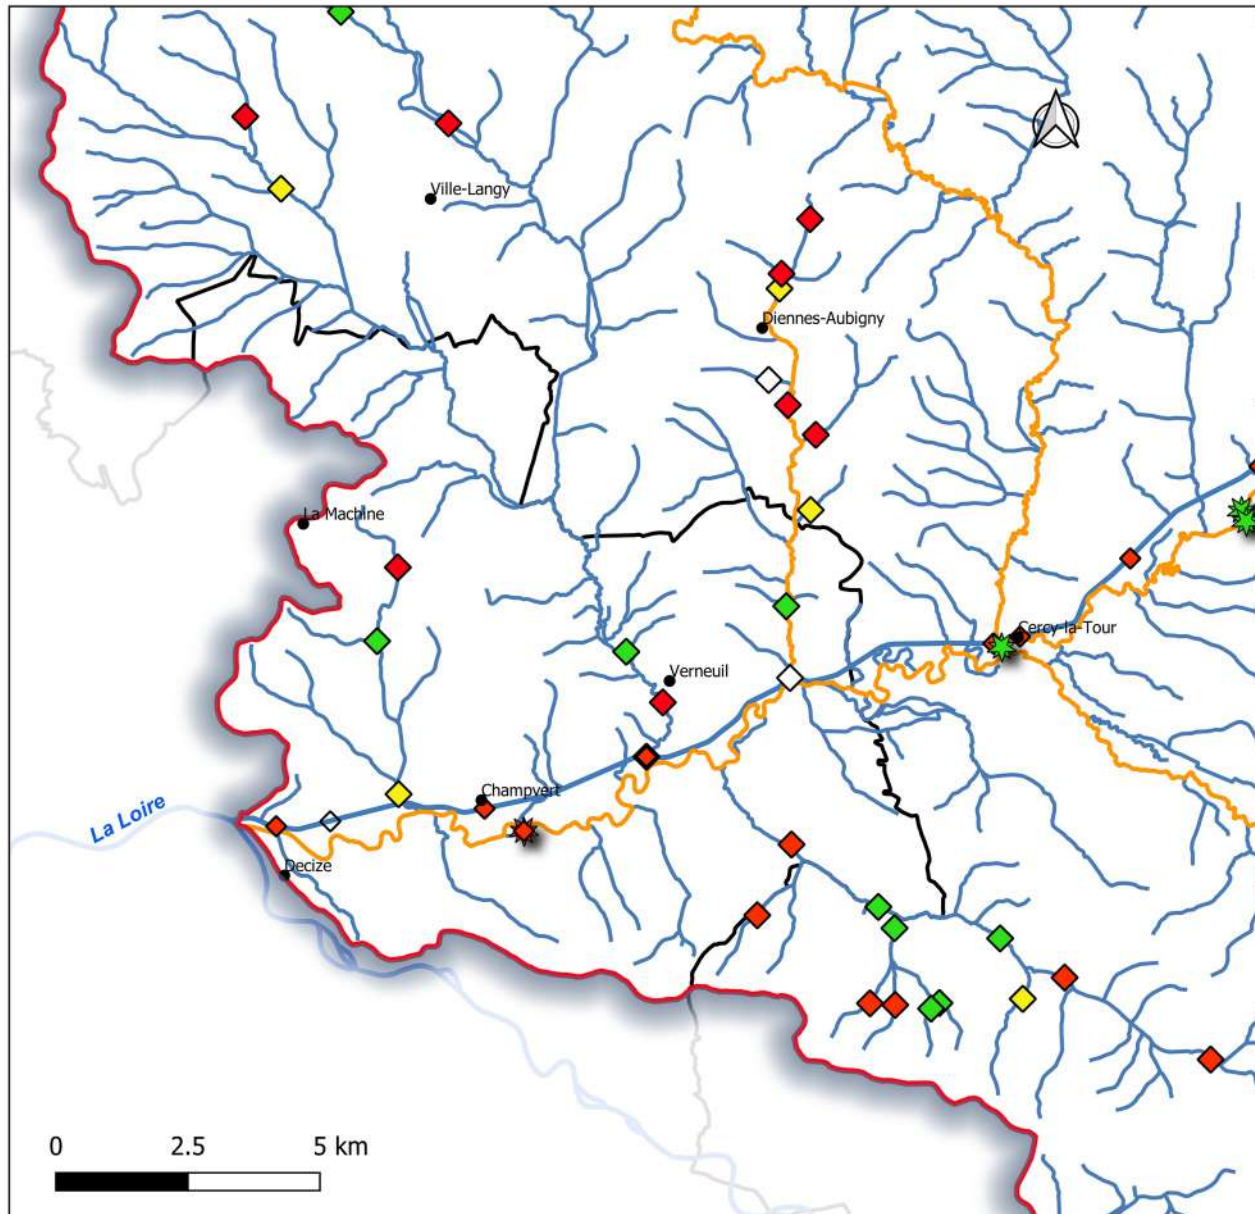 Ville-Langy
Diennes-Aubigny
La Machine
Cercy-la-Tour
Verneuil
Champvert
La Loire
Decize
0 2.5 5 km